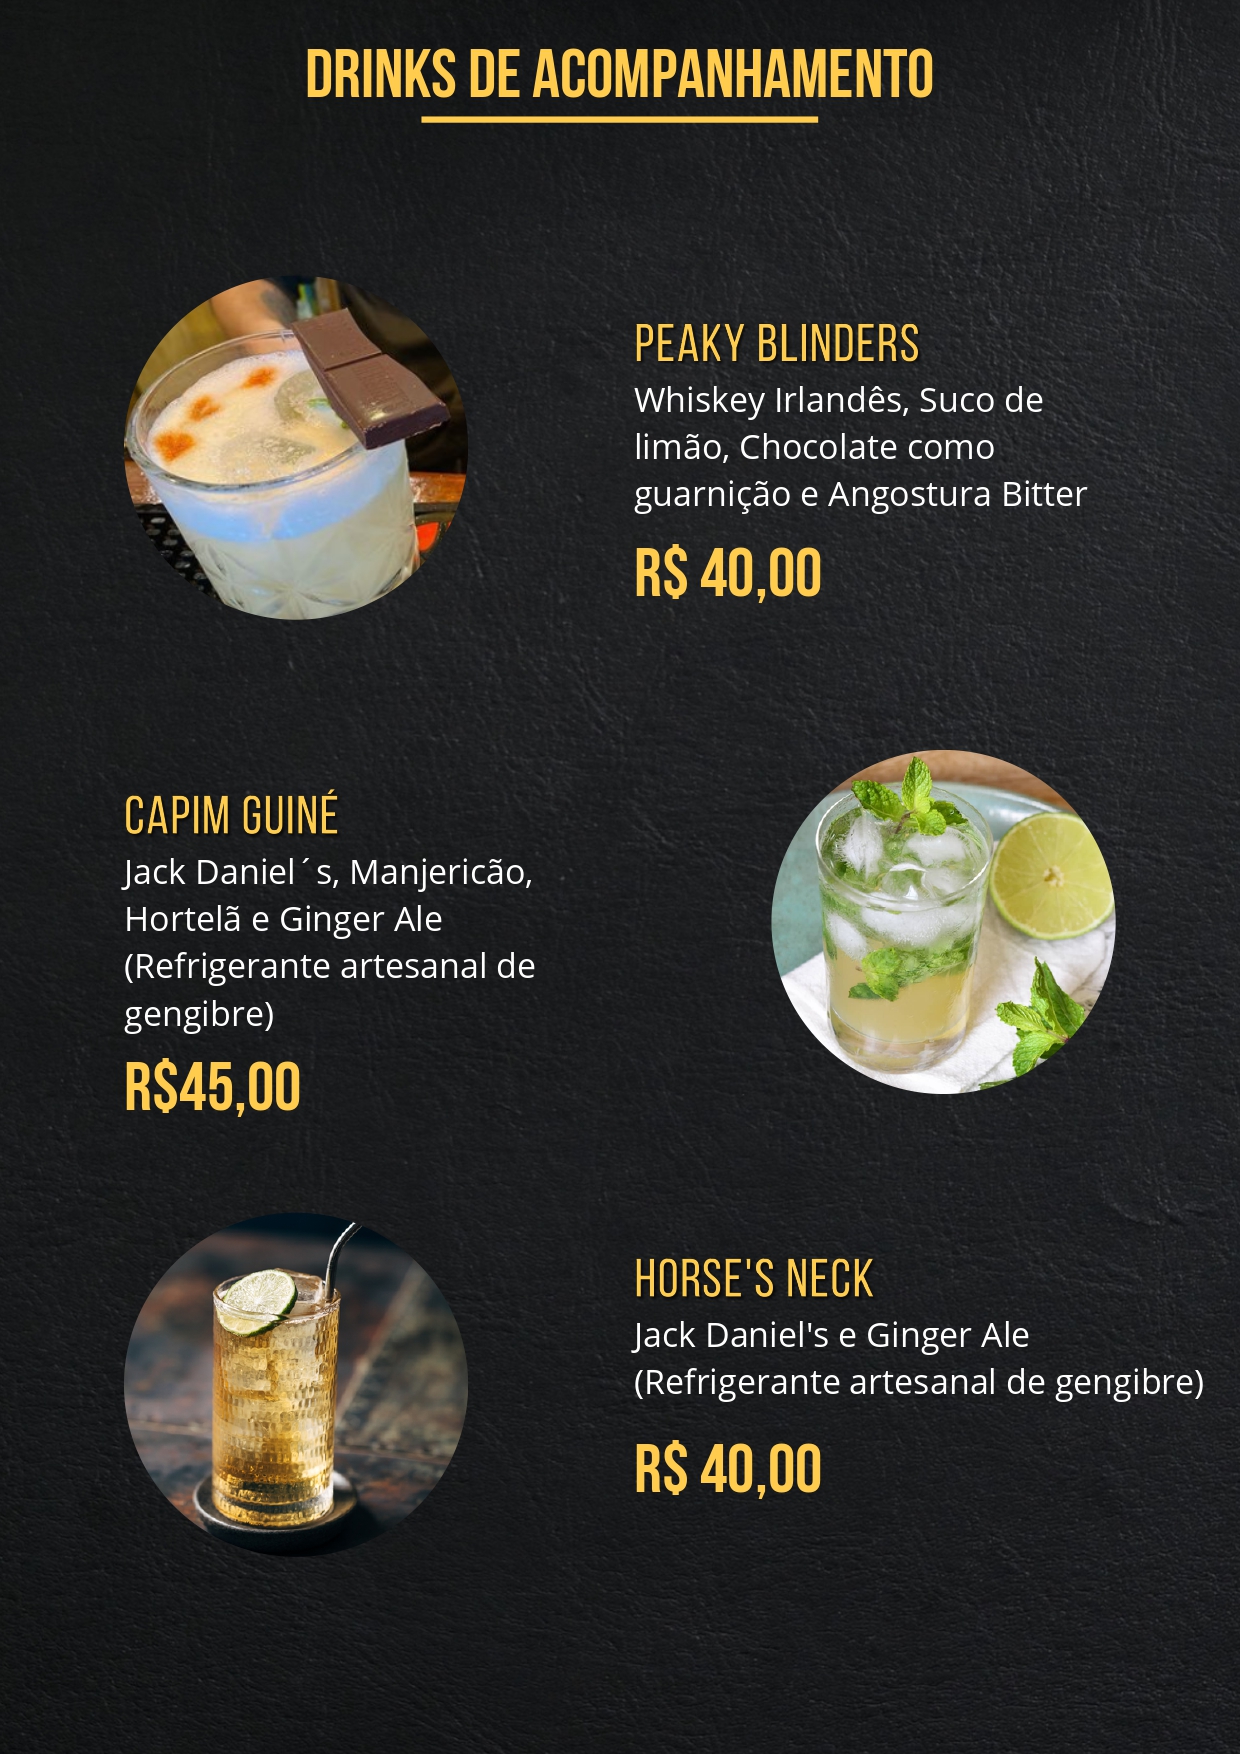 DRINKS DE ACOMPANHAMENTO
PEAKY BLINDERS
Whiskey Irlandês, Suco de
limão, Chocolate como
guarnição e Angostura Bitter
R$ 40,00
CAPIM GUINÉ
Jack Daniel´s, Manjericão,
Hortelã e Ginger Ale
(Refrigerante artesanal de
gengibre)
R$45,00
HORSE'S NECK
Jack Daniel's e Ginger Ale
(Refrigerante artesanal de gengibre)
R$ 40,00